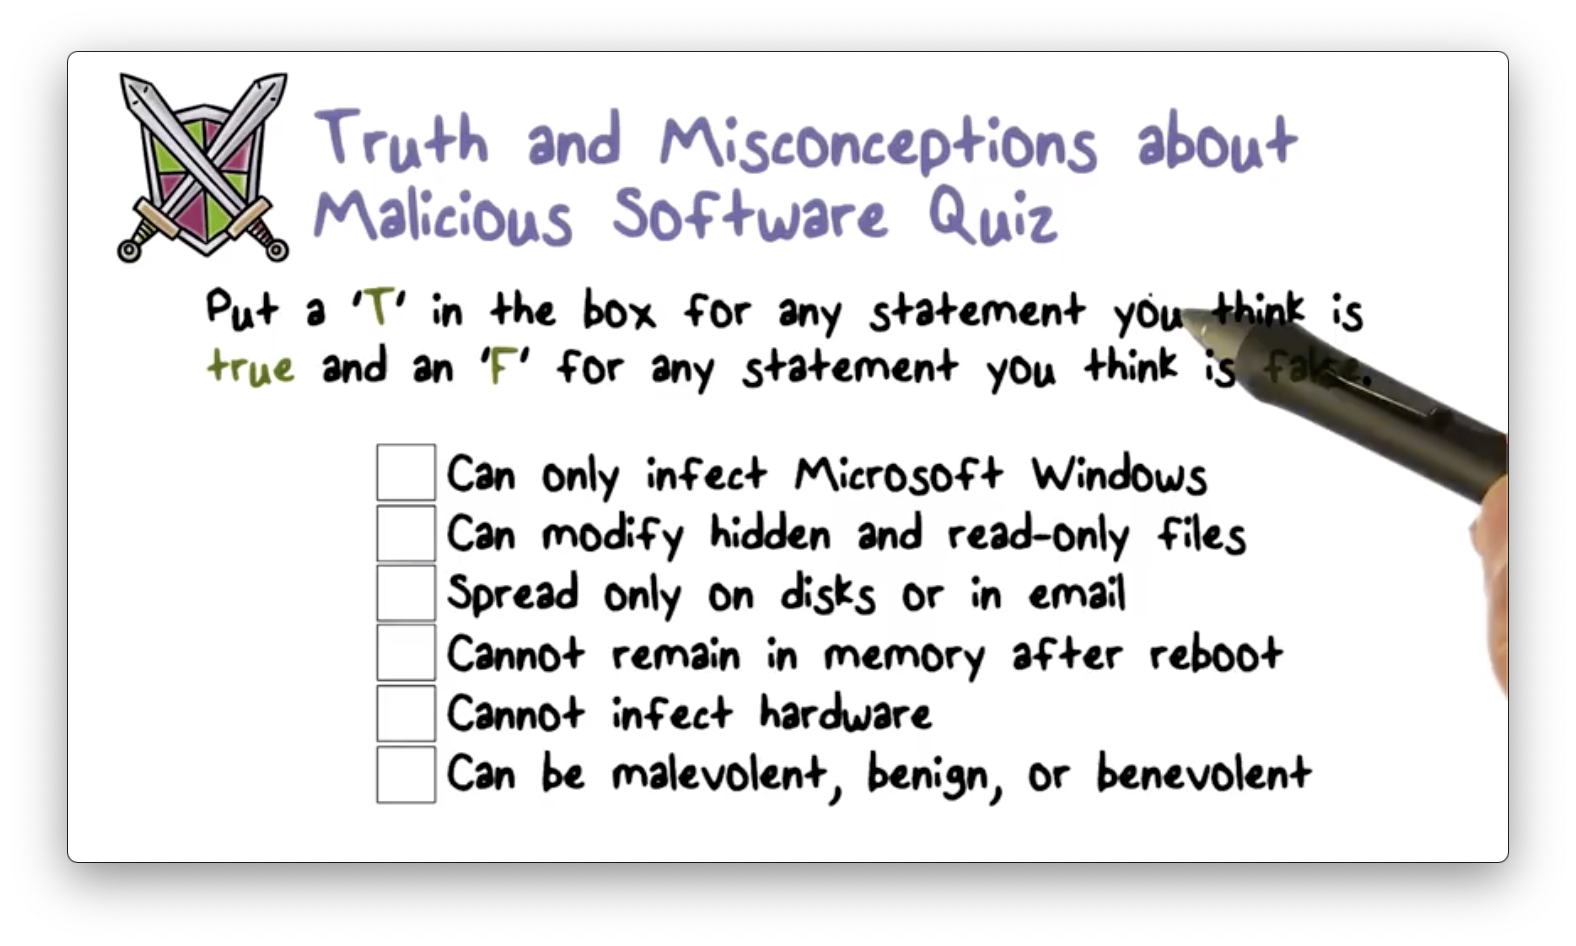 Truth and Misconceptions about
Malicious Software Quiz
Put a 'T' in the box for any statement you think is
true and an 'F' for any statement you think is false.
Can only infect Microsoft Windows
Can modify hidden and read-only files
Spread only on disks or in email
Cannot remain in memory after reboot
Cannot infect hardware
Can be malevolent, benign, or benevolent